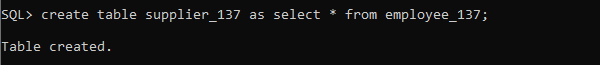 SQL> create table supplier_137 as select * from employee_137;
Table created.